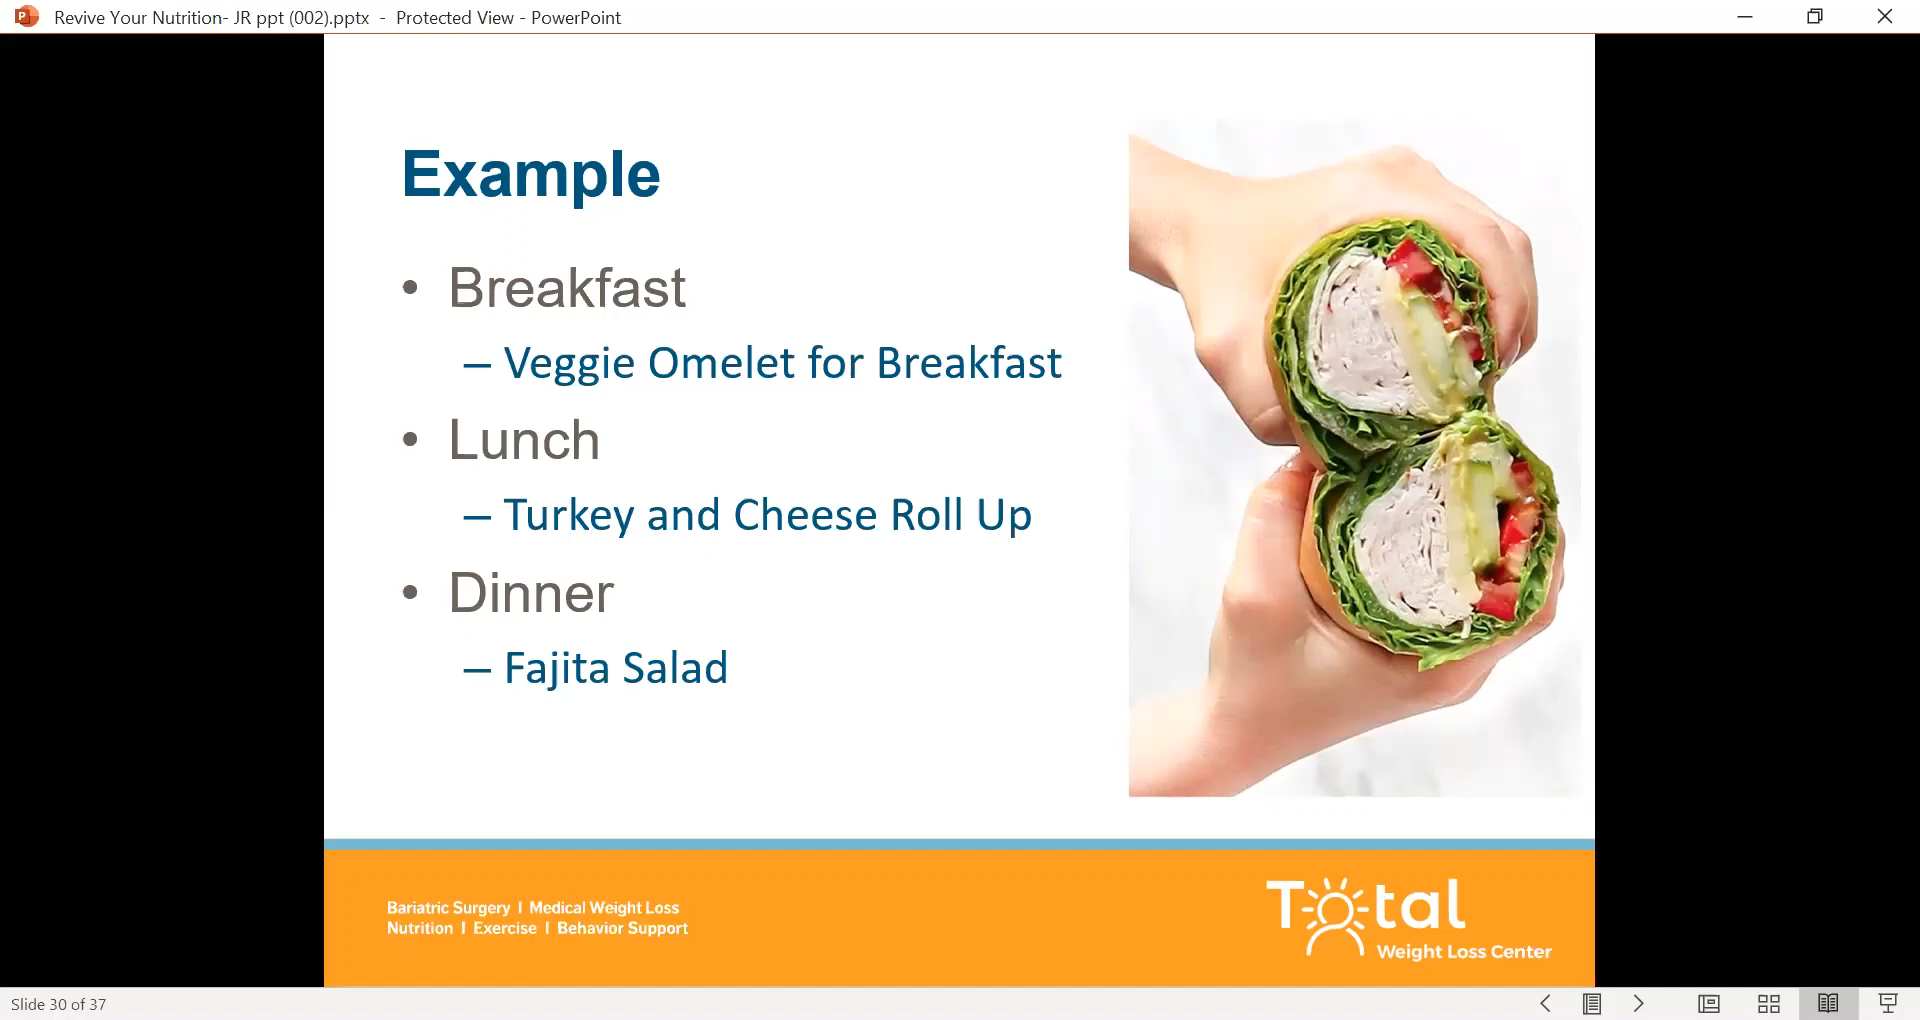 Revive Your Nutrition- JR ppt (002).pptx - Protected View - PowerPoint
Example
• Breakfast
– Veggie Omelet for Breakfast
• Lunch
– Turkey and Cheese Roll Up
• Dinner
– Fajita Salad
Bariatric Surgery | Medical Weight Loss
Nutrition | Exercise | Behavior Support
Total
Weight Loss Center
Slide 30 of 37